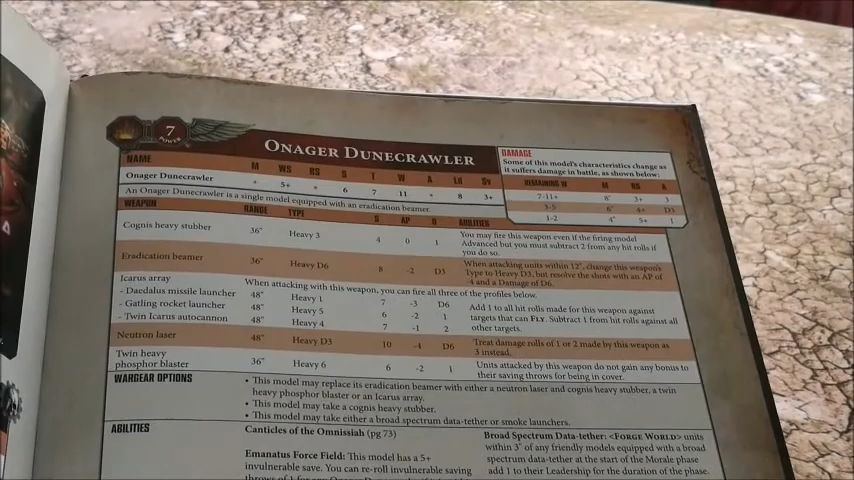 7
POWER
ONAGER DUNECRAWLER
NAME M WS BS S T W A Ld Sv
Onager Dunecrawler * 5+ * 6 7 11 * 8 3+
An Onager Dunecrawler is a single model equipped with an eradication beamer.
DAMAGE
Some of this model's characteristics change as
it suffers damage in battle, as shown below:
REMAINING W M BS A
7-11+ 8" 3+ 3
3-5 6" 4+ D3
1-2 4" 5+ 1
WEAPON RANGE TYPE S AP D ABILITIES
Cognis heavy stubber 36" Heavy 3 4 0 1 You may fire this weapon even if the firing model
Advanced but you must subtract 2 from any hit rolls if
you do so.
Eradication beamer 36" Heavy D6 8 -2 D3 When attacking units within 12", change this weapon's
Type to Heavy D3, but resolve the shots with an AP of
-4 and a Damage of D6.
Icarus array When attacking with this weapon, you can fire all three of the profiles below.
- Daedalus missile launcher 48" Heavy 1 7 -3 D6 Add 1 to all hit rolls made for this weapon against
- Gatling rocket launcher 48" Heavy 5 6 -2 1 targets that can FLY. Subtract 1 from hit rolls against all
- Twin Icarus autocannon 48" Heavy 4 7 -1 2 other targets.
Neutron laser 48" Heavy D3 10 -4 D6 Treat damage rolls of 1 or 2 made by this weapon as
3 instead.
Twin heavy
phosphor blaster 36" Heavy 6 6 -2 1 Units attacked by this weapon do not gain any bonus to
their saving throws for being in cover.
WARGEAR OPTIONS • This model may replace its eradication beamer with either a neutron laser and cognis heavy stubber, a twin
heavy phosphor blaster or an Icarus array.
• This model may take a cognis heavy stubber.
• This model may take either a broad spectrum data-tether or smoke launchers.
ABILITIES Canticles of the Omnissiah (pg 73)
Emanatus Force Field: This model has a 5+
invulnerable save. You can re-roll invulnerable saving
Broad Spectrum Data-tether: <FORGE WORLD> units
within 3" of any friendly models equipped with a broad
spectrum data-tether at the start of the Morale phase
add 1 to their Leadership for the duration of the phase.